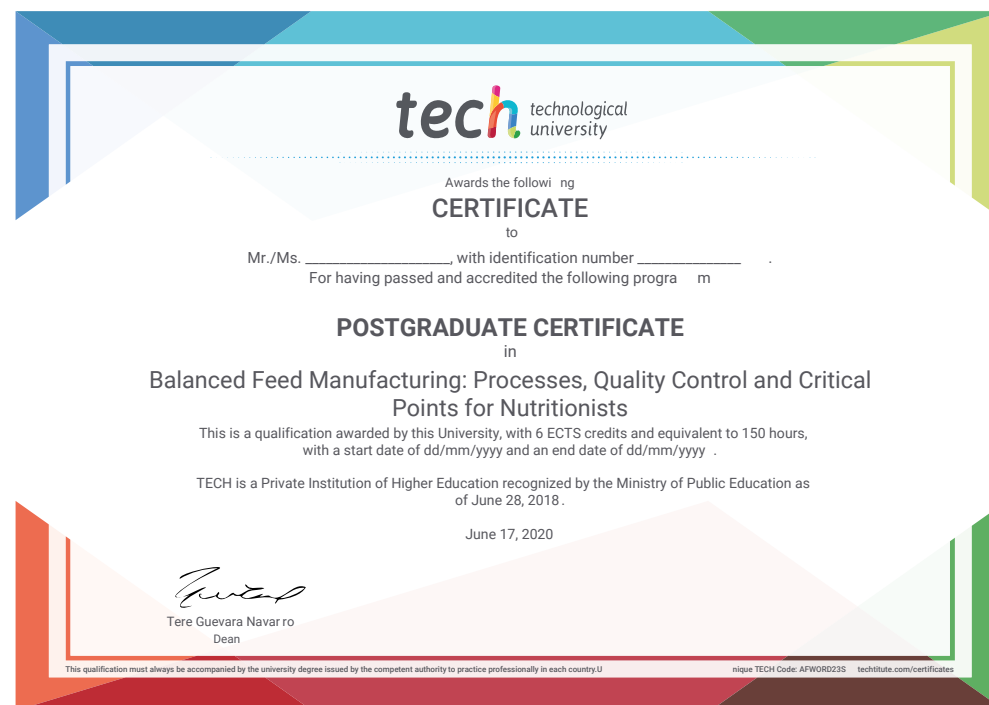 tech technological
university
Awards the followi ng
CERTIFICATE
to
Mr./Ms. ____________________, with identification number ______________ .
For having passed and accredited the following progra m
POSTGRADUATE CERTIFICATE
in
Balanced Feed Manufacturing: Processes, Quality Control and Critical
Points for Nutritionists
This is a qualification awarded by this University, with 6 ECTS credits and equivalent to 150 hours,
with a start date of dd/mm/yyyy and an end date of dd/mm/yyyy .
TECH is a Private Institution of Higher Education recognized by the Ministry of Public Education as
of June 28, 2018.
June 17, 2020
Tere Guevara Navar ro
Dean
This qualification must always be accompanied by the university degree issued by the competent authority to practice professionally in each country.U nique TECH Code: AFWORD23S techtitute.com/certificates